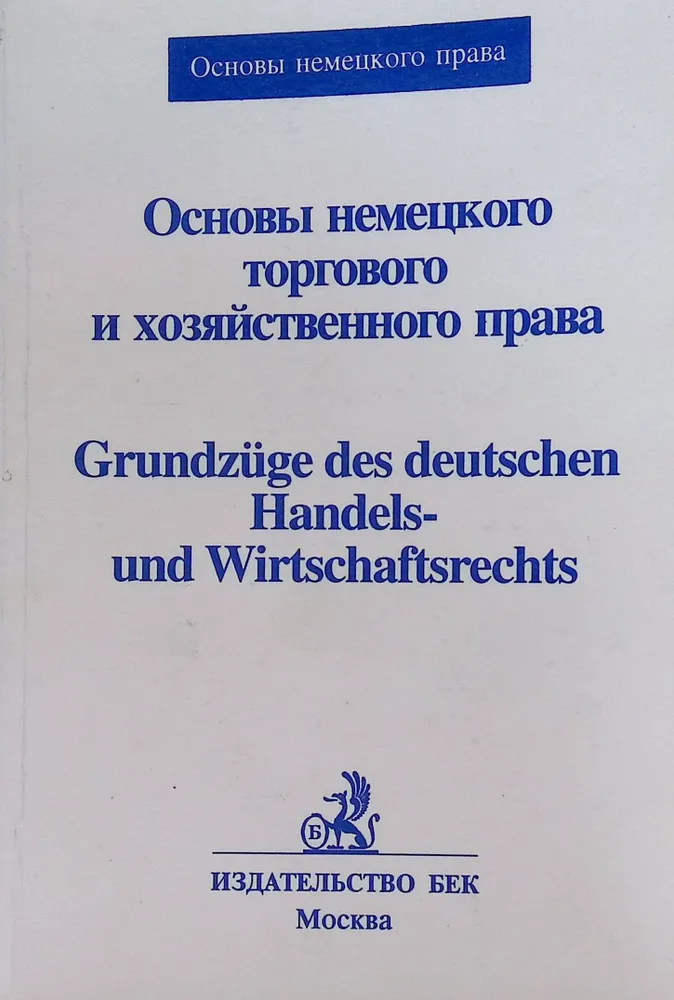 Основы немецкого права
Основы немецкого
торгового
и хозяйственного права
Grundzüge des deutschen
Handels-
und Wirtschaftsrechts
Б
ИЗДАТЕЛЬСТВО БЕК
Москва